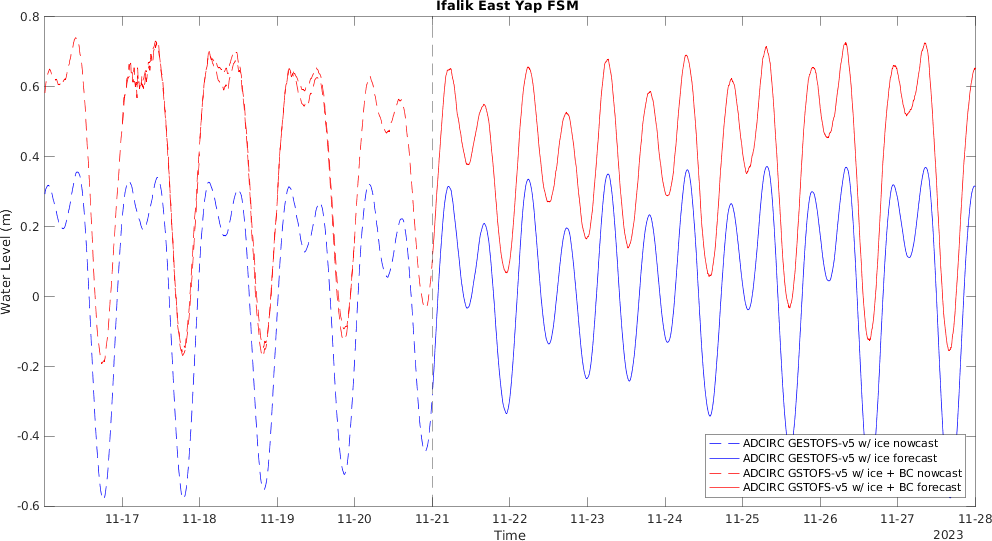 Ifalik East Yap FSM
Water Level (m)
0.8
0.6
0.4
0.2
0
-0.2
-0.4
-0.6
ADCIRC GESTOFS-v5 w/ ice nowcast
ADCIRC GESTOFS-v5 w/ ice forecast
ADCIRC GSTOFS-v5 w/ ice + BC nowcast
ADCIRC GSTOFS-v5 w/ ice + BC forecast
11-17 11-18 11-19 11-20 11-21 11-22 11-23 11-24 11-25 11-26 11-27 11-28
Time
2023